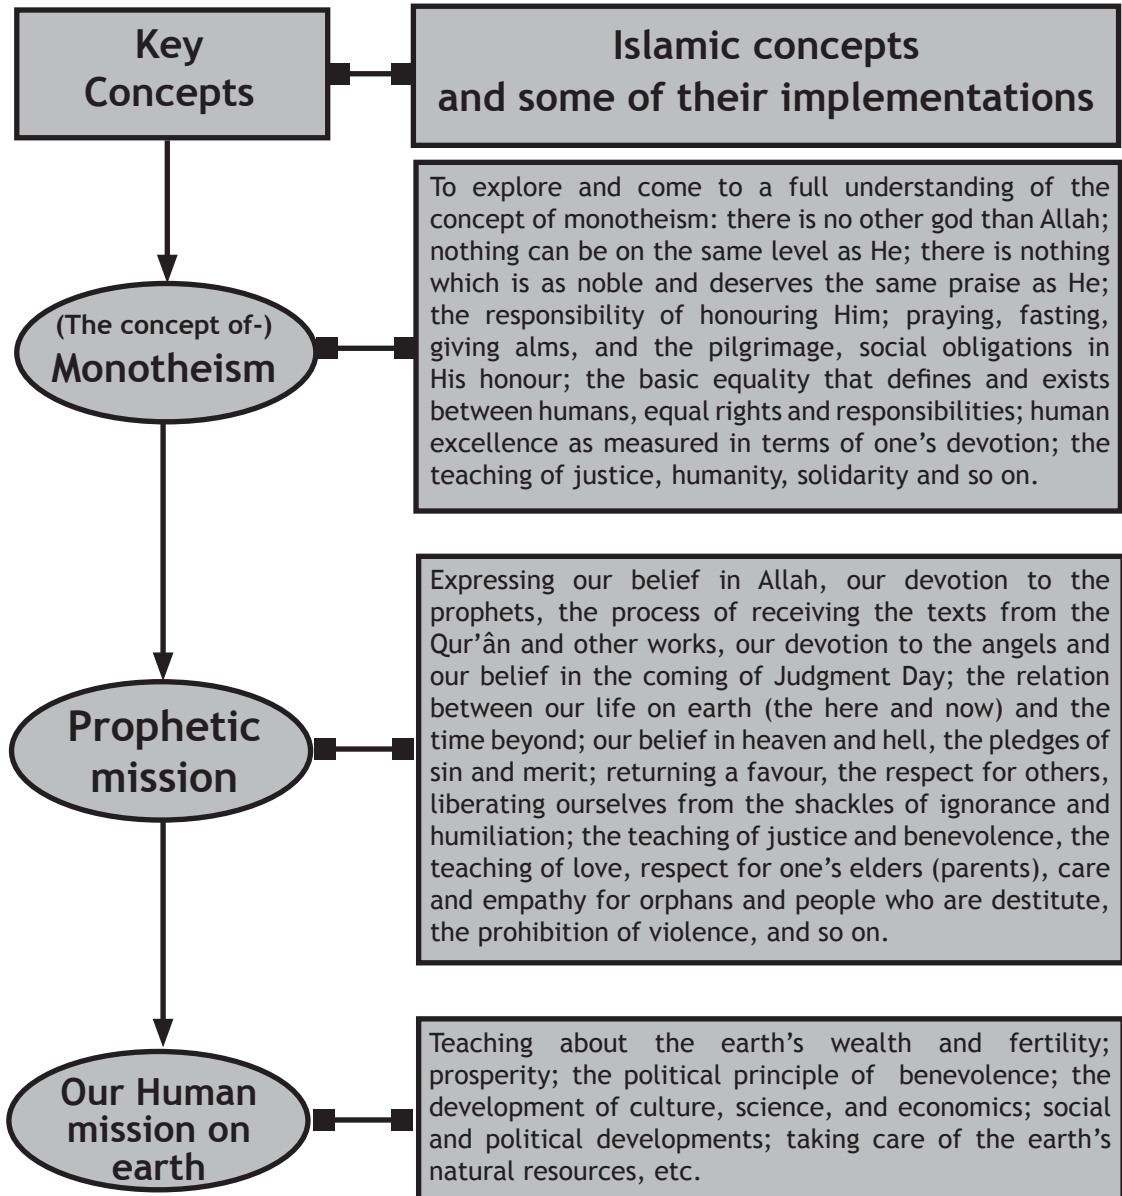 Key
Concepts
Islamic concepts
and some of their implementations
(The concept of-)
Monotheism
To explore and come to a full understanding of the
concept of monotheism: there is no other god than Allah;
nothing can be on the same level as He; there is nothing
which is as noble and deserves the same praise as He;
the responsibility of honouring Him; praying, fasting,
giving alms, and the pilgrimage, social obligations in
His honour; the basic equality that defines and exists
between humans, equal rights and responsibilities; human
excellence as measured in terms of one’s devotion; the
teaching of justice, humanity, solidarity and so on.
Prophetic
mission
Expressing our belief in Allah, our devotion to the
prophets, the process of receiving the texts from the
Qur’ân and other works, our devotion to the angels and
our belief in the coming of Judgment Day; the relation
between our life on earth (the here and now) and the
time beyond; our belief in heaven and hell, the pledges of
sin and merit; returning a favour, the respect for others,
liberating ourselves from the shackles of ignorance and
humiliation; the teaching of justice and benevolence, the
teaching of love, respect for one’s elders (parents), care
and empathy for orphans and people who are destitute,
the prohibition of violence, and so on.
Our Human
mission on
earth
Teaching about the earth’s wealth and fertility;
prosperity; the political principle of benevolence; the
development of culture, science, and economics; social
and political developments; taking care of the earth’s
natural resources, etc.